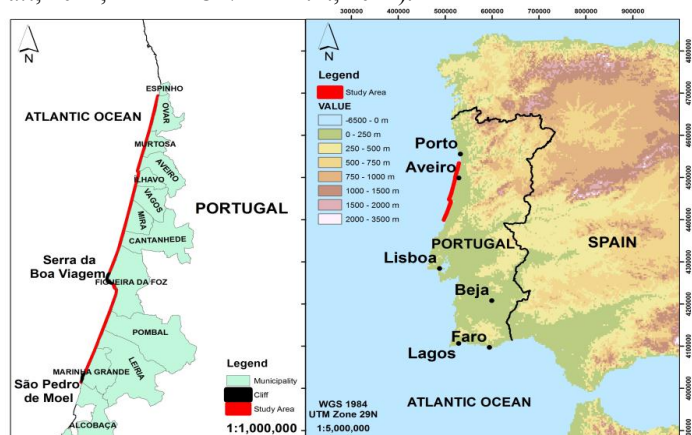 N
ESPINHO
ATLANTIC OCEAN
OVAR
MURTOSA
AVEIRO
ILHAVO
VAGOS
MIRA
PORTUGAL
CANTANHEDE
Serra da
Boa Viagem
FIGUEIRA DA FOZ
POMBAL
LEIRIA
MARINHA GRANDE
São Pedro
de Moel
ALCOBAÇA
Legend
Municipality
Cliff
Study Area
1:1,000,000
300000 400000 500000 600000 700000 800000 900000
N
Legend
Study Area
VALUE
-6500 - 0 m
0 - 250 m
250 - 500 m
500 - 750 m
750 - 1000 m
1000 - 1500 m
1500 - 2000 m
2000 - 3500 m
Porto
Aveiro
PORTUGAL
SPAIN
Lisboa
Beja
Faro
Lagos
ATLANTIC OCEAN
WGS 1984
UTM Zone 29N
1:5,000,000
4800000
4700000
4600000
4500000
4400000
4300000
4200000
4100000
4000000
3900000